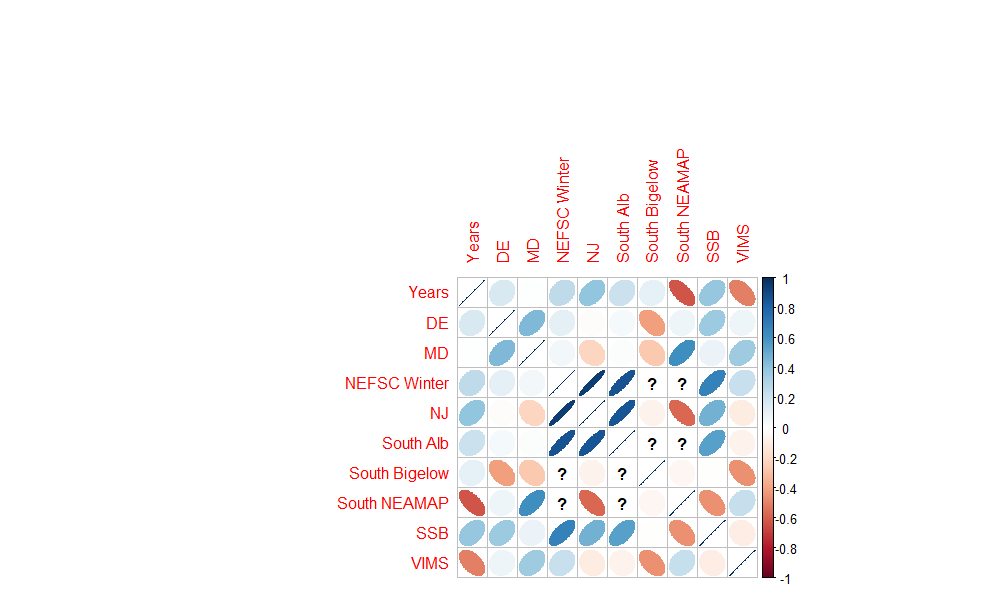 Years
DE
MD
NEFSC Winter
NJ
South Alb
South Bigelow
South NEAMAP
SSB
VIMS
Years
DE
MD
NEFSC Winter ? ?
NJ
South Alb ? ?
South Bigelow ? ?
South NEAMAP ? ?
SSB
VIMS
1
0.8
0.6
0.4
0.2
0
-0.2
-0.4
-0.6
-0.8
-1